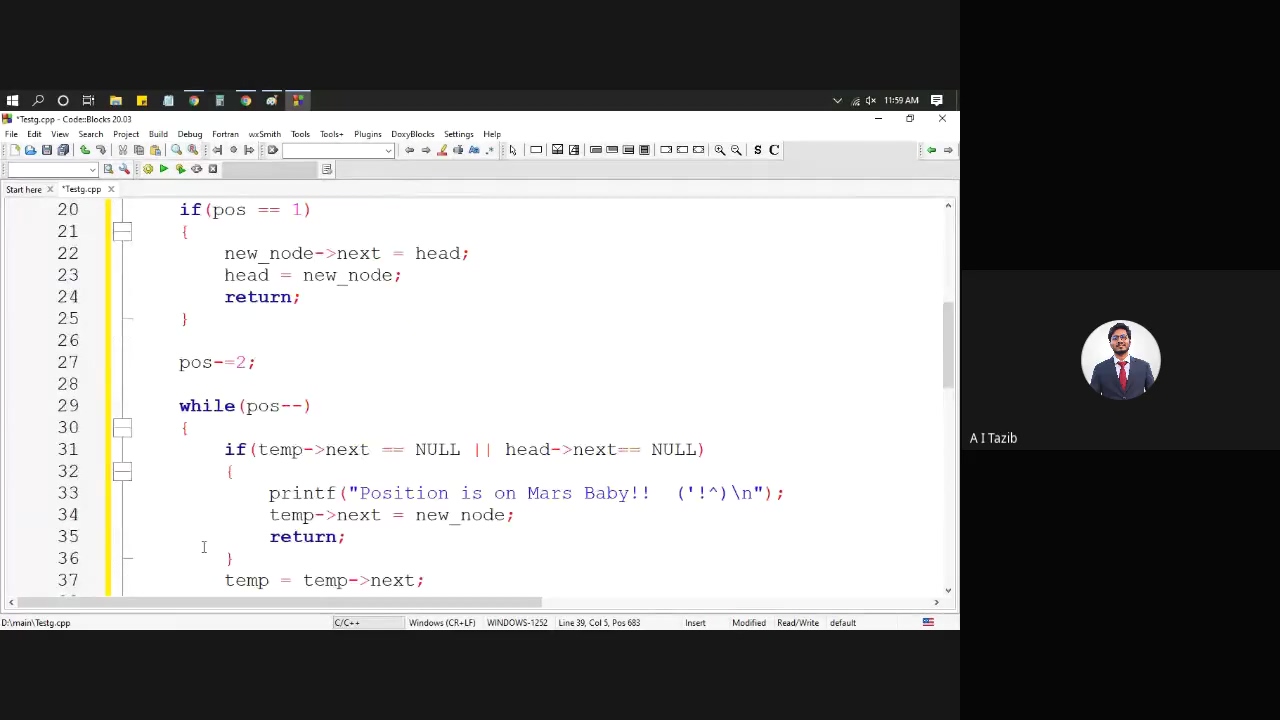 11:59 AM
*Testg.cpp - Code::Blocks 20.03
File Edit View Search Project Build Debug Fortran wxSmith Tools Tools+ Plugins DoxyBlocks Settings Help
S C
Start here *Testg.cpp
20 if(pos == 1)
21 {
22 new_node->next = head;
23 head = new_node;
24 return;
25 }
26
27 pos-=2;
28
29 while(pos--)
30 {
31 if(temp->next == NULL || head->next== NULL)
32 {
33 printf("Position is on Mars Baby!! ('!^)\n");
34 temp->next = new_node;
35 return;
36 }
37 temp = temp->next;
D:\main\Testg.cpp C/C++ Windows (CR+LF) WINDOWS-1252 Line 39, Col 5, Pos 683 Insert Modified Read/Write default
A I Tazib